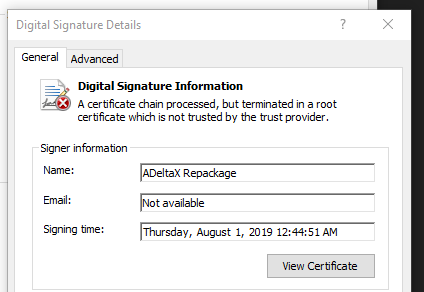 Digital Signature Details
General
Advanced
Digital Signature Information
A certificate chain processed, but terminated in a root
certificate which is not trusted by the trust provider.
Signer information
Name:
ADeltaX Repackage
Email:
Not available
Signing time:
Thursday, August 1, 2019 12:44:51 AM
View Certificate